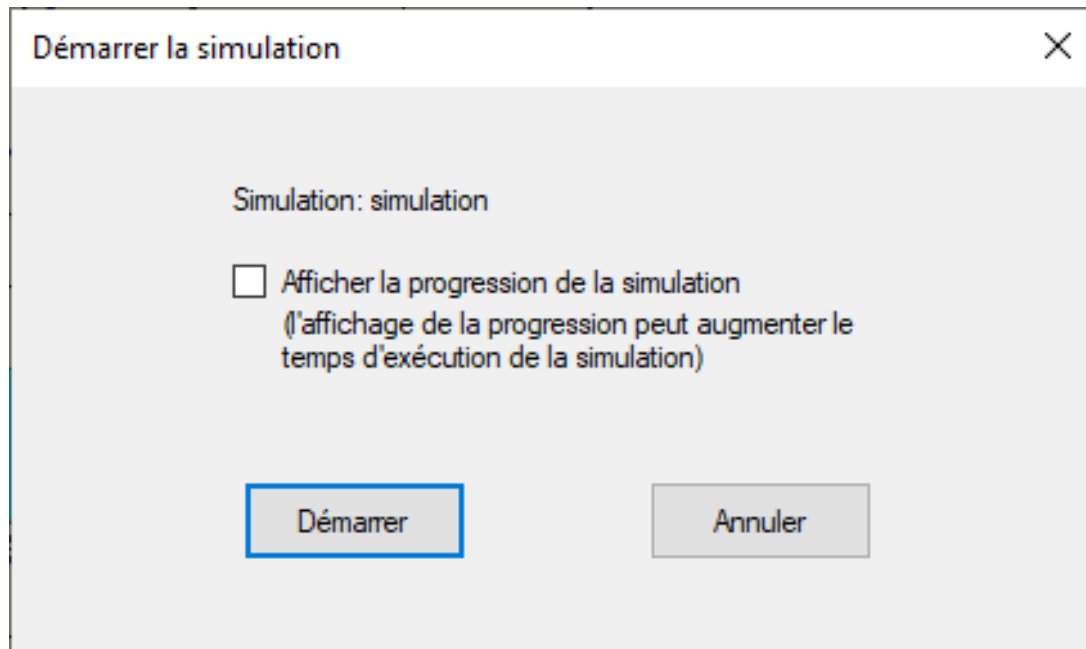 Démarrer la simulation
Simulation: simulation
Afficher la progression de la simulation
(l'affichage de la progression peut augmenter le
temps d'exécution de la simulation)
Démarrer
Annuler